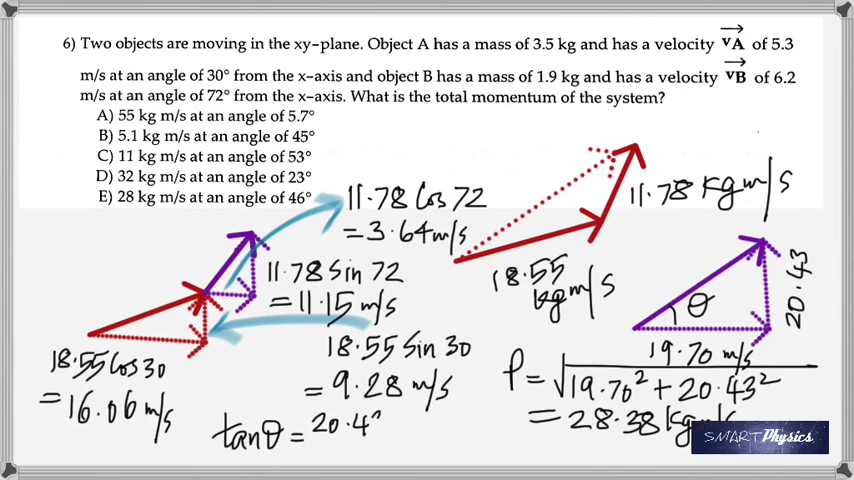 6) Two objects are moving in the xy-plane. Object A has a mass of 3.5 kg and has a velocity vA of 5.3
m/s at an angle of 30° from the x-axis and object B has a mass of 1.9 kg and has a velocity vB of 6.2
m/s at an angle of 72° from the x-axis. What is the total momentum of the system?
A) 55 kg m/s at an angle of 5.7°
B) 5.1 kg m/s at an angle of 45°
C) 11 kg m/s at an angle of 53°
D) 32 kg m/s at an angle of 23°
E) 28 kg m/s at an angle of 46°
11.78 Cos 72
= 3.64 m/s
11.78 kg m/s
11.78 Sin 72
= 11.15 m/s
18.55
kg m/s
θ
20.43
18.55 Cos 30
= 16.06 m/s
18.55 Sin 30
= 9.28 m/s
19.70 m/s
P = √19.70² + 20.43²
= 28.38 kg
tanθ = 20.4
SMART Physics